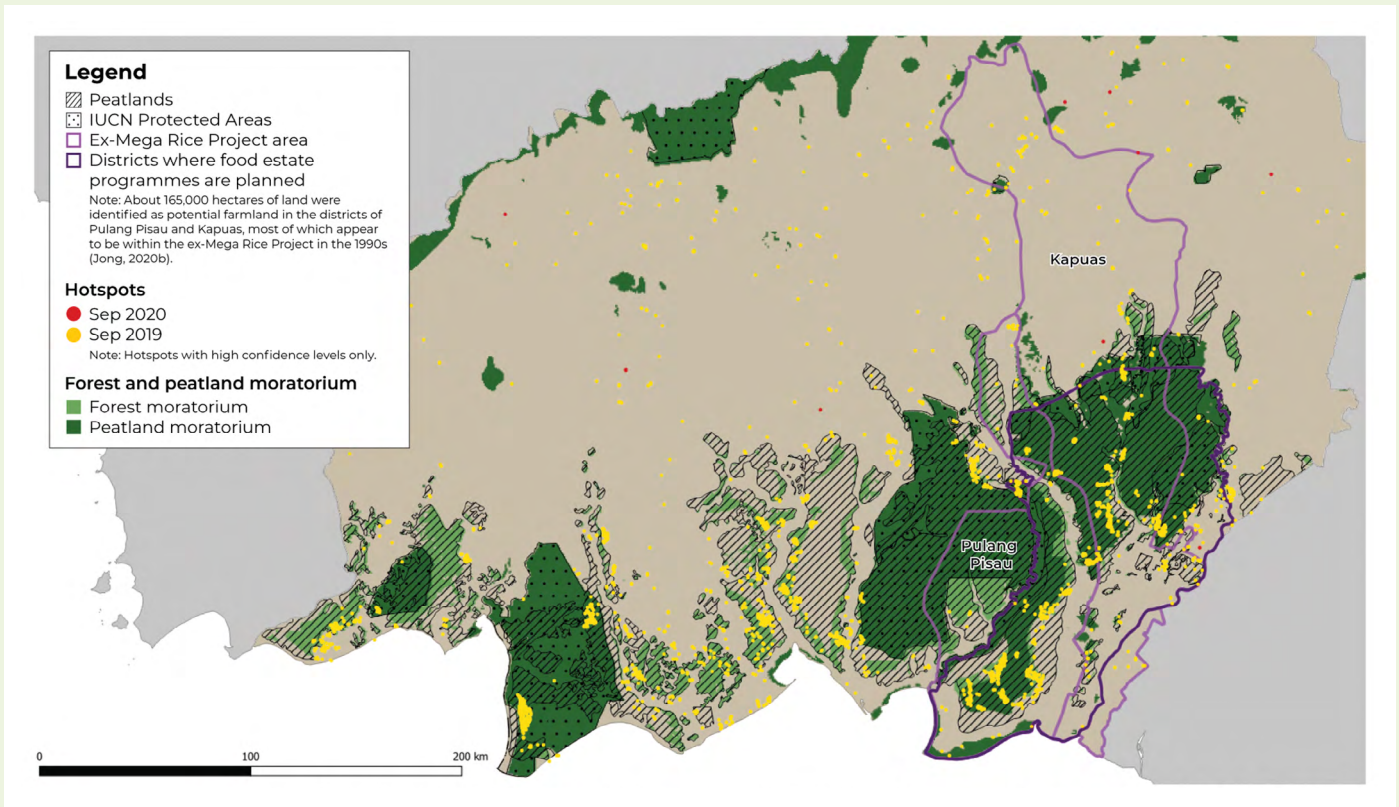 Legend
Peatlands
IUCN Protected Areas
Ex-Mega Rice Project area
Districts where food estate
programmes are planned
Note: About 165,000 hectares of land were
identified as potential farmland in the districts of
Pulang Pisau and Kapuas, most of which appear
to be within the ex-Mega Rice Project in the 1990s
(Jong, 2020b).
Hotspots
Sep 2020
Sep 2019
Note: Hotspots with high confidence levels only.
Forest and peatland moratorium
Forest moratorium
Peatland moratorium
Kapuas
Pulang
Pisau
0 100 200 km